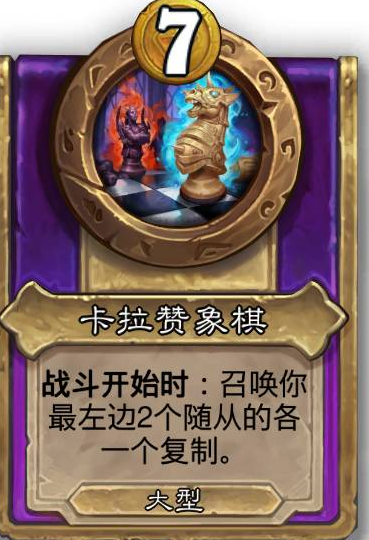 7
卡拉赞象棋
战斗开始时：召唤你
最左边2个随从的各
一个复制。
大型